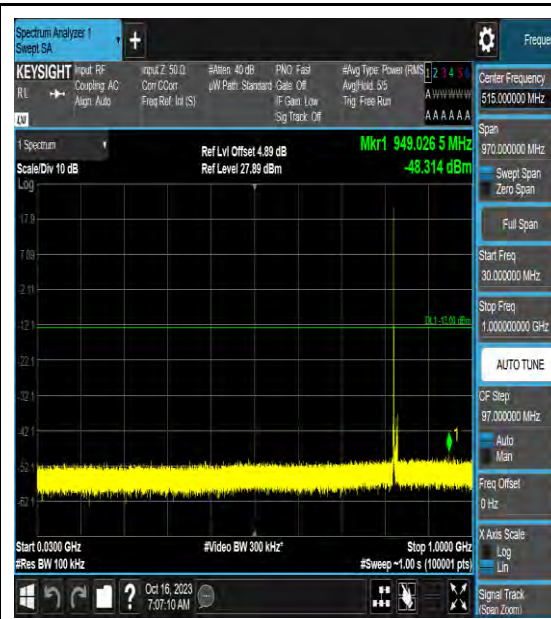 Spectrum Analyzer 1
Swept SA
+
Freque
KEYSIGHT Input: RF Input Z: 50 Ω #Atten: 40 dB PNO: Fast #Avg Type: Power (RMS 1 2 3 4 5 6
RL Coupling: AC Corr CCorr µW Path: Standard Gate: Off Avg|Hold: 5/5 A W W W W W
Align: Auto Freq Ref: Int (S) IF Gain: Low Trig: Free Run
Sig Track: Off A A A A A A
LV
1 Spectrum
Ref Lvl Offset 4.89 dB
Mkr1 949.026 5 MHz
Scale/Div 10 dB
Ref Level 27.89 dBm
-48.314 dBm
Log
17.9
7.89
-2.11
-12.1
DL1 -13.00 dBm
-22.1
-32.1
-42.1
1
-52.1
-62.1
Start 0.0300 GHz
#Video BW 300 kHz*
Stop 1.0000 GHz
#Res BW 100 kHz
#Sweep ~1.00 s (100001 pts)
?
Oct 16, 2023
7:07:10 AM
Center Frequency
515.000000 MHz
Span
970.000000 MHz
Swept Span
Zero Span
Full Span
Start Freq
30.000000 MHz
Stop Freq
1.000000000 GHz
AUTO TUNE
CF Step
97.000000 MHz
Auto
Man
Freq Offset
0 Hz
X Axis Scale
Log
Lin
Signal Track
(Span Zoom)